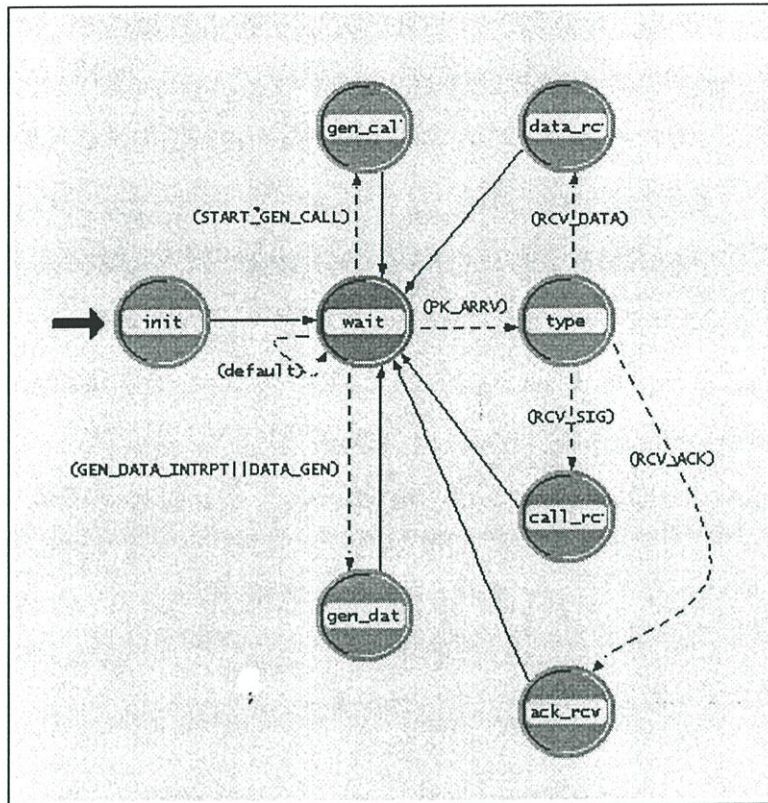 gen_cal
data_rc
(START_GEN_CALL)
(RCV_DATA)
(PK_ARRV)
init
wait
type
(default)
(RCV_SIG)
(RCV_ACK)
(GEN_DATA_INTRPT||DATA_GEN)
call_rc
gen_dat
ack_rcv